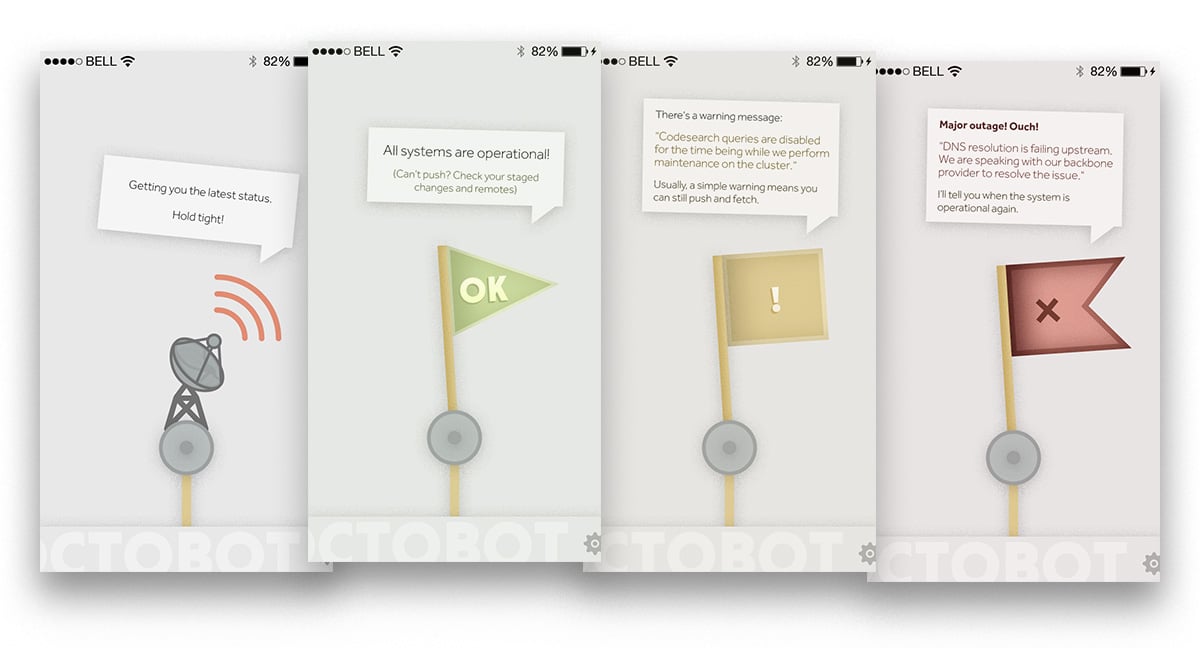 BELL
82%
Getting you the latest status.
Hold tight!
OCTOBOT
BELL
82%
All systems are operational!
(Can't push? Check your staged
changes and remotes)
OK
OCTOBOT
BELL
82%
There's a warning message:
"Codesearch queries are disabled
for the time being while we perform
maintenance on the cluster."
Usually, a simple warning means you
can still push and fetch.
!
CTOBOT
BELL
82%
Major outage! Ouch!
"DNS resolution is failing upstream.
We are speaking with our backbone
provider to resolve the issue."
I'll tell you when the system is
operational again.
CTOBOT